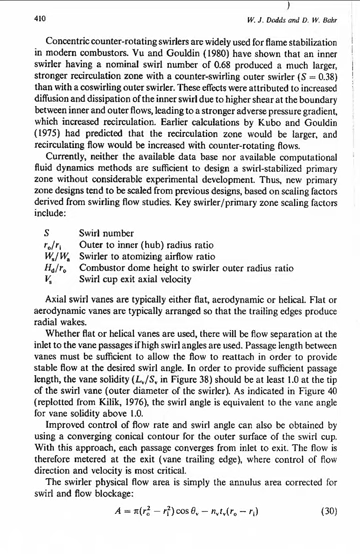 410
W. J. Dodds and D. W. Bahr
Concentric counter-rotating swirlers are widely used for flame stabilization
in modern combustors. Vu and Gouldin (1980) have shown that an inner
swirler having a nominal swirl number of 0.68 produced a much larger,
stronger recirculation zone with a counter-swirling outer swirler (S = 0.38)
than with a coswirling outer swirler. These effects were attributed to increased
diffusion and dissipation of the inner swirl due to higher shear at the boundary
between inner and outer flows, leading to a stronger adverse pressure gradient,
which increased recirculation. Earlier calculations by Kubo and Gouldin
(1975) had predicted that the recirculation zone would be larger, and
recirculating flow would be increased with counter-rotating flows.
Currently, neither the available data base nor available computational
fluid dynamics methods are sufficient to design a swirl-stabilized primary
zone without considerable experimental development. Thus, new primary
zone designs tend to be scaled from previous designs, based on scaling factors
derived from swirling flow studies. Key swirler/primary zone scaling factors
include:
S Swirl number
r_o/r_i Outer to inner (hub) radius ratio
W_s/W_a Swirler to atomizing airflow ratio
H_d/r_o Combustor dome height to swirler outer radius ratio
V_s Swirl cup exit axial velocity
Axial swirl vanes are typically either flat, aerodynamic or helical. Flat or
aerodynamic vanes are typically arranged so that the trailing edges produce
radial wakes.
Whether flat or helical vanes are used, there will be flow separation at the
inlet to the vane passages if high swirl angles are used. Passage length between
vanes must be sufficient to allow the flow to reattach in order to provide
stable flow at the desired swirl angle. In order to provide sufficient passage
length, the vane solidity (L_v/S_v in Figure 38) should be at least 1.0 at the tip
of the swirl vane (outer diameter of the swirler). As indicated in Figure 40
(replotted from Kilik, 1976), the swirl angle is equivalent to the vane angle
for vane solidity above 1.0.
Improved control of flow rate and swirl angle can also be obtained by
using a converging conical contour for the outer surface of the swirl cup.
With this approach, each passage converges from inlet to exit. The flow is
therefore metered at the exit (vane trailing edge), where control of flow
direction and velocity is most critical.
The swirler physical flow area is simply the annulus area corrected for
swirl and flow blockage:
A = π(r_o² − r_i²) cos θ_v − n_v t_v(r_o − r_i) (30)